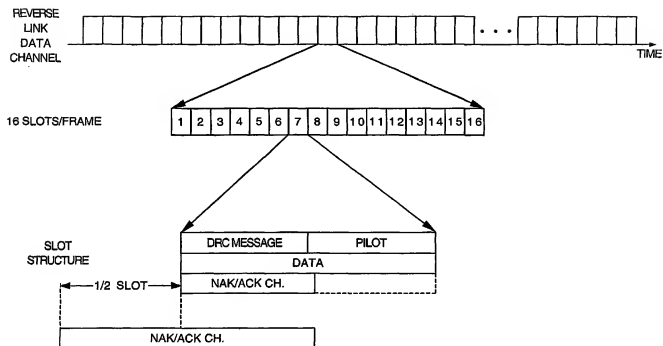 REVERSE
LINK
DATA
CHANNEL
. . .
TIME
16 SLOTS/FRAME
1 2 3 4 5 6 7 8 9 10 11 12 13 14 15 16
SLOT
STRUCTURE
DRC MESSAGE PILOT
DATA
1/2 SLOT NAK/ACK CH.
NAK/ACK CH.